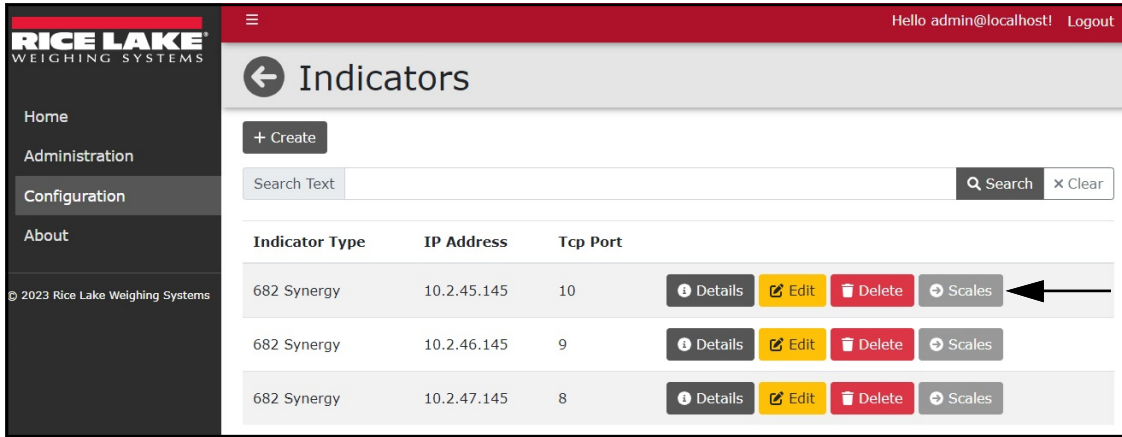 RICE LAKE®
WEIGHING SYSTEMS
Home
Administration
Configuration
About
© 2023 Rice Lake Weighing Systems
Hello admin@localhost! Logout
Indicators
+ Create
Search Text Search × Clear
Indicator Type IP Address Tcp Port
682 Synergy 10.2.45.145 10 Details Edit Delete Scales
682 Synergy 10.2.46.145 9 Details Edit Delete Scales
682 Synergy 10.2.47.145 8 Details Edit Delete Scales